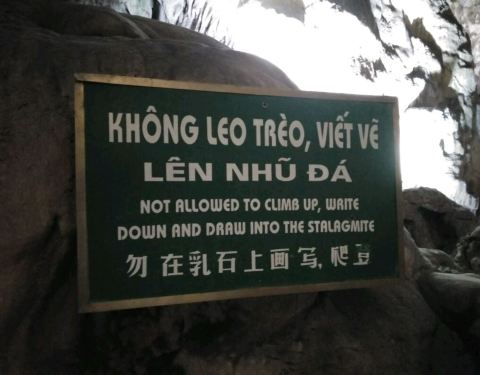 KHÔNG LEO TRÈO, VIẾT VẼ
LÊN NHŨ ĐÁ
NOT ALLOWED TO CLIMB UP, WAITE
DOWN AND DRAW INTO THE STALAGMITE
勿在乳石上画写,爬